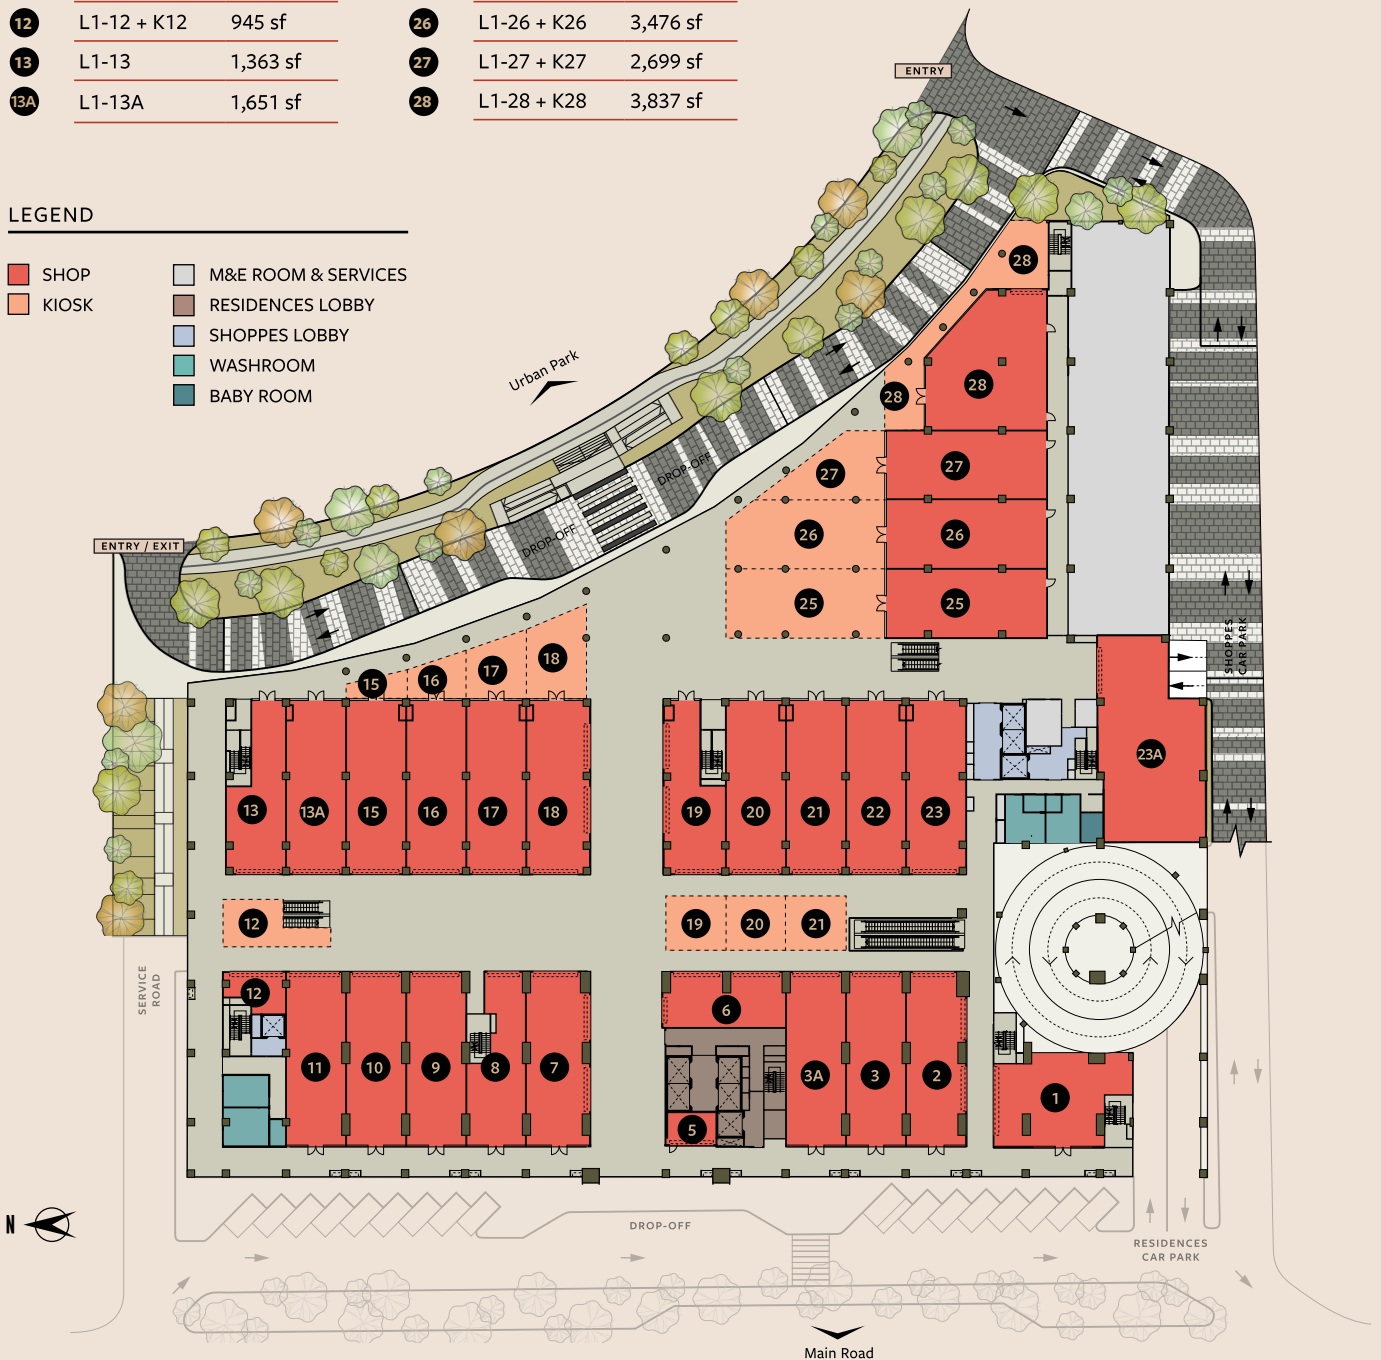 12 L1-12 + K12 945 sf
13 L1-13 1,363 sf
13A L1-13A 1,651 sf
26 L1-26 + K26 3,476 sf
27 L1-27 + K27 2,699 sf
28 L1-28 + K28 3,837 sf
LEGEND
SHOP
KIOSK
M&E ROOM & SERVICES
RESIDENCES LOBBY
SHOPPES LOBBY
WASHROOM
BABY ROOM
ENTRY
Urban Park
ENTRY / EXIT
DROP-OFF
DROP-OFF
28
28
28
27
27
26
26
25
25
SHOPPES
CAR PARK
15
16
17
18
23A
13
13A
15
16
17
18
19
20
21
22
23
12
19
20
21
SERVICE
ROAD
12
11
10
9
8
7
6
5
3A
3
2
1
N
DROP-OFF
RESIDENCES
CAR PARK
Main Road